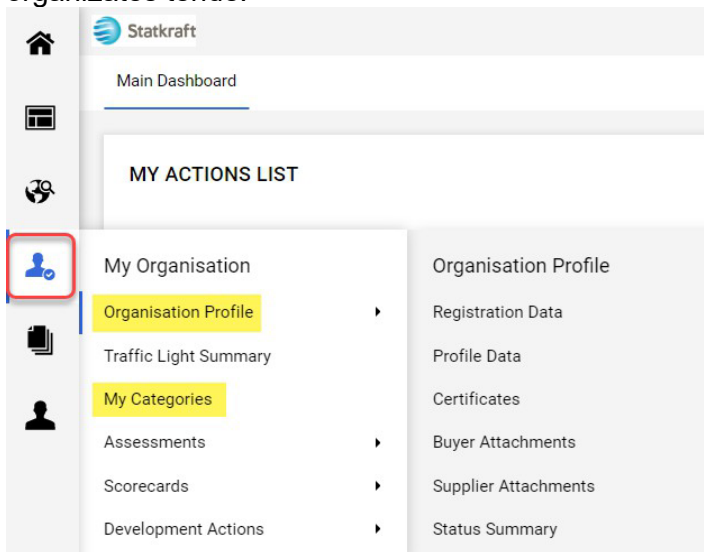 Statkraft
Main Dashboard
MY ACTIONS LIST
My Organisation
Organisation Profile
Traffic Light Summary
My Categories
Assessments
Scorecards
Development Actions
Organisation Profile
Registration Data
Profile Data
Certificates
Buyer Attachments
Supplier Attachments
Status Summary